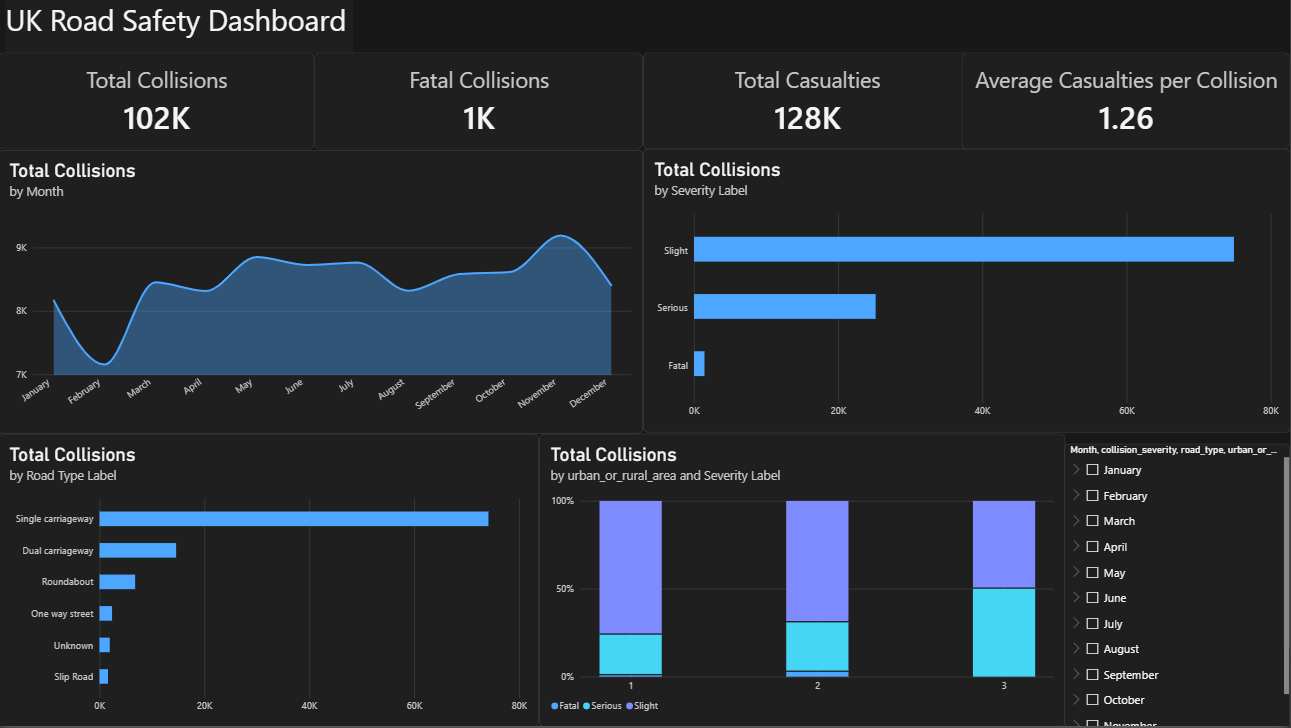 UK Road Safety Dashboard
Total Collisions
102K
Fatal Collisions
1K
Total Casualties
128K
Average Casualties per Collision
1.26
Total Collisions
by Month
9K
8K
7K
January
February
March
April
May
June
July
August
September
October
November
December
Total Collisions
by Severity Label
Slight
Serious
Fatal
0K
20K
40K
60K
80K
Total Collisions
by Road Type Label
Single carriageway
Dual carriageway
Roundabout
One way street
Unknown
Slip Road
0K
20K
40K
60K
80K
Total Collisions
by urban_or_rural_area and Severity Label
100%
50%
0%
1
2
3
Fatal
Serious
Slight
Month, collision_severity, road_type, urban_or_...
January
February
March
April
May
June
July
August
September
October
November